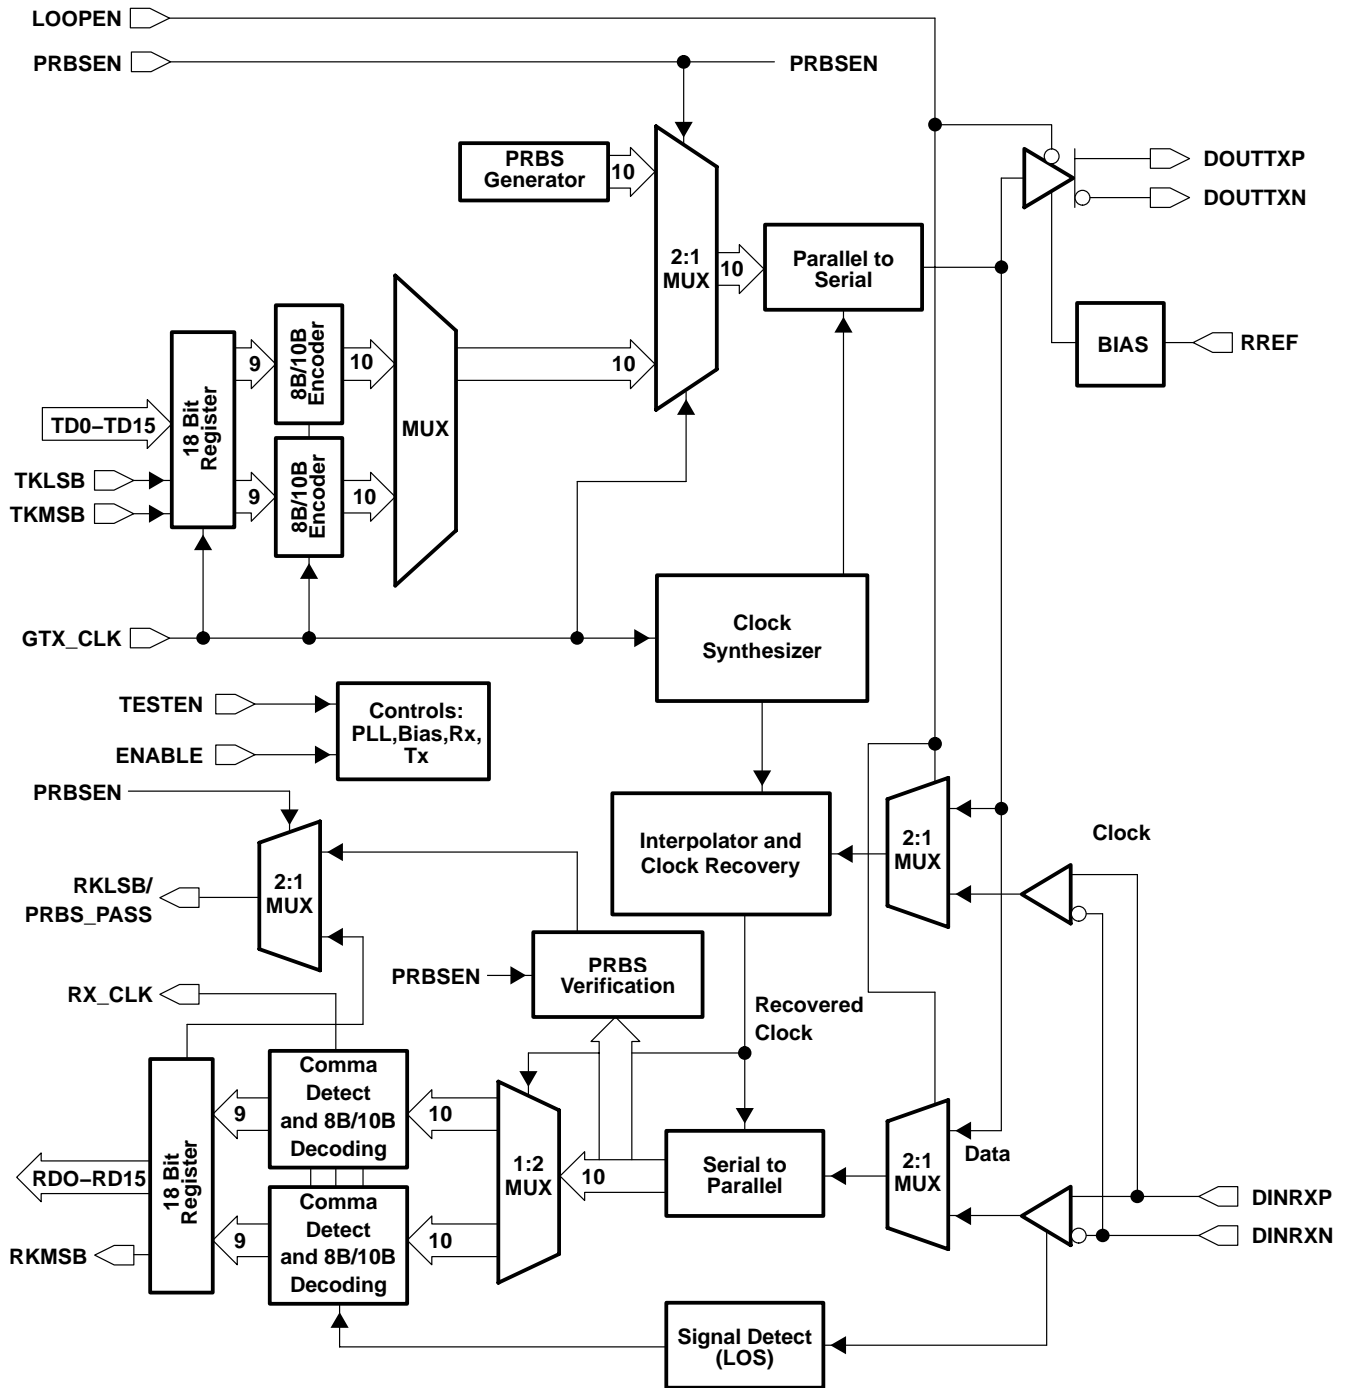 LOOPEN
PRBSEN
PRBSEN
PRBS
Generator
10
2:1
MUX
10
Parallel to
Serial
DOUTTXP
DOUTTXN
BIAS
RREF
TD0–TD15
TKLSB
TKMSB
18 Bit
Register
9
9
8B/10B
Encoder
8B/10B
Encoder
10
10
MUX
10
GTX_CLK
Clock
Synthesizer
TESTEN
ENABLE
Controls:
PLL,Bias,Rx,
Tx
PRBSEN
2:1
MUX
RKLSB/
PRBS_PASS
Interpolator and
Clock Recovery
2:1
MUX
Clock
PRBSEN
PRBS
Verification
RX_CLK
Recovered
Clock
18 Bit
Register
RDO–RD15
RKMSB
9
9
Comma
Detect
and 8B/10B
Decoding
Comma
Detect
and 8B/10B
Decoding
10
10
1:2
MUX
10
Serial to
Parallel
2:1
MUX
Data
DINRXP
DINRXN
Signal Detect
(LOS)